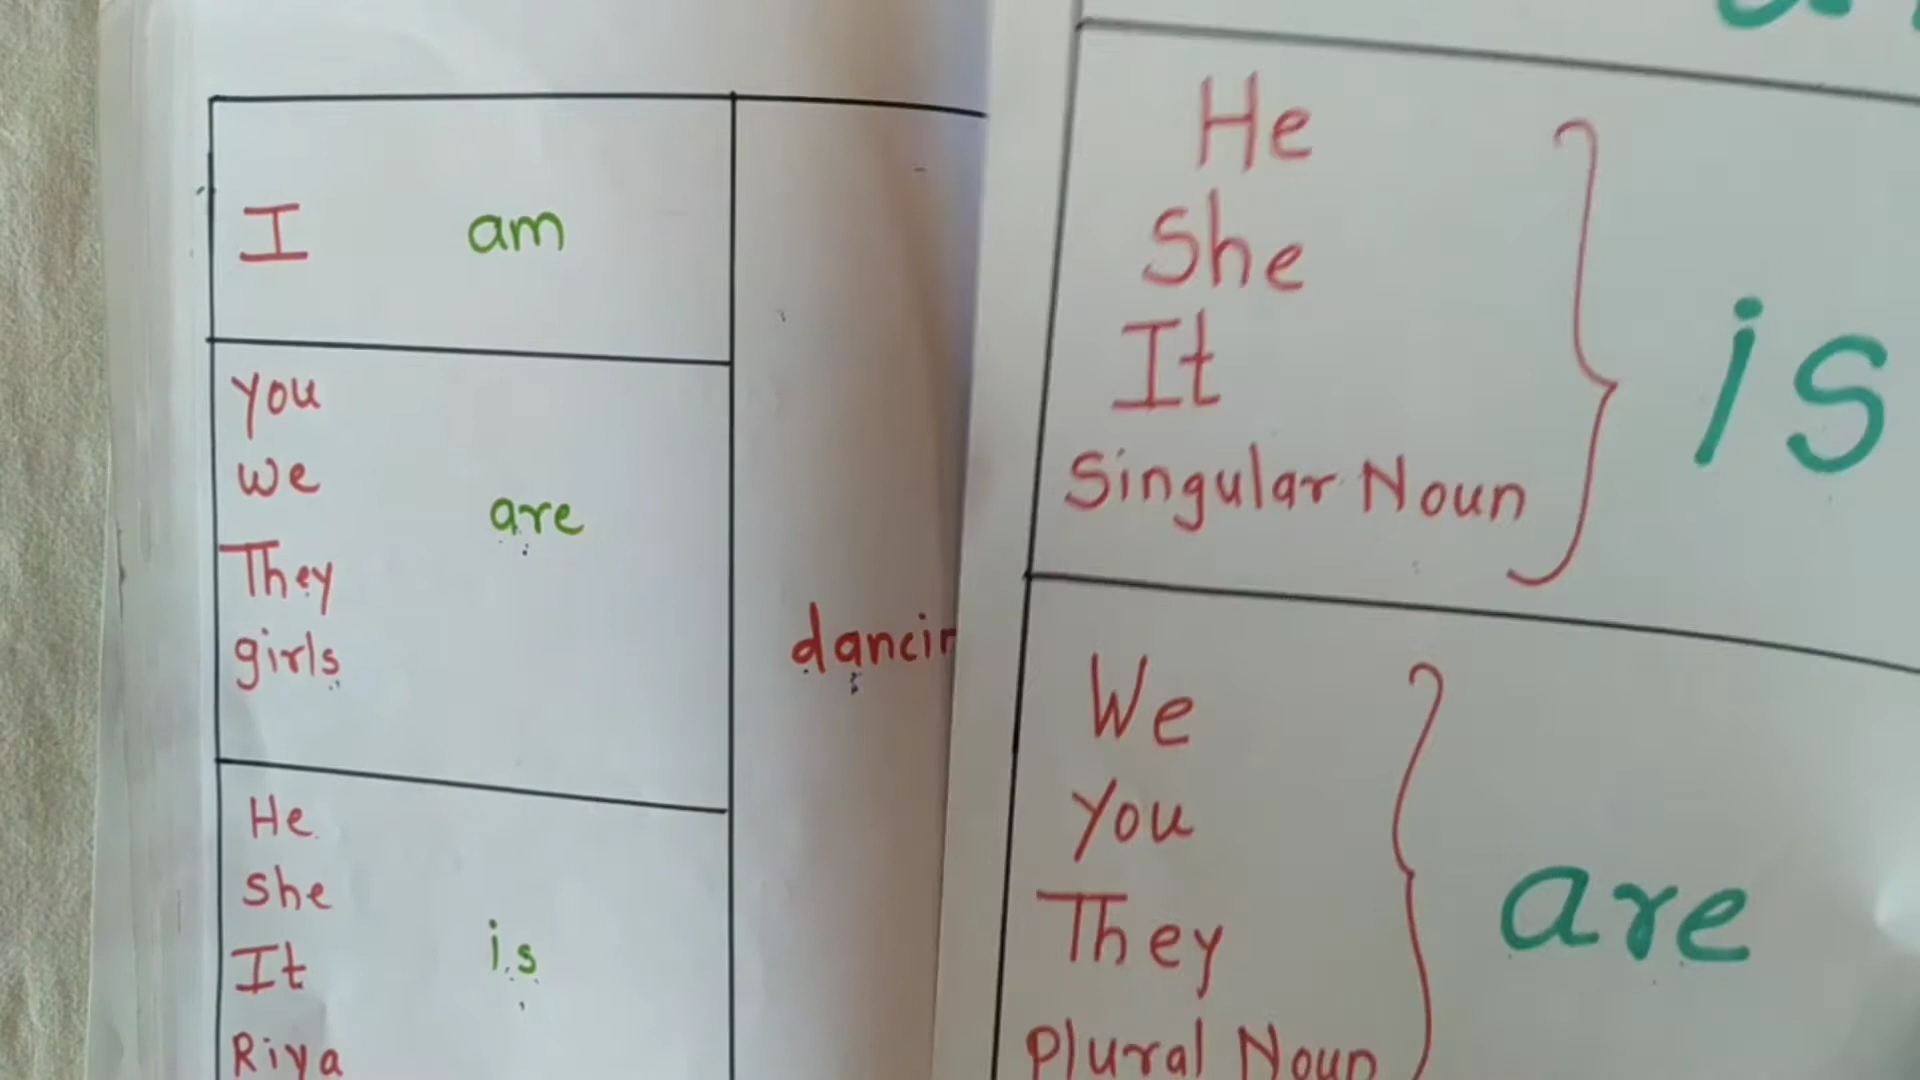 I am
you
we
They
girls
are
He
she
It
Riya
is
He
She
It
Singular Noun
is
We
You
They
Plural Noun
are